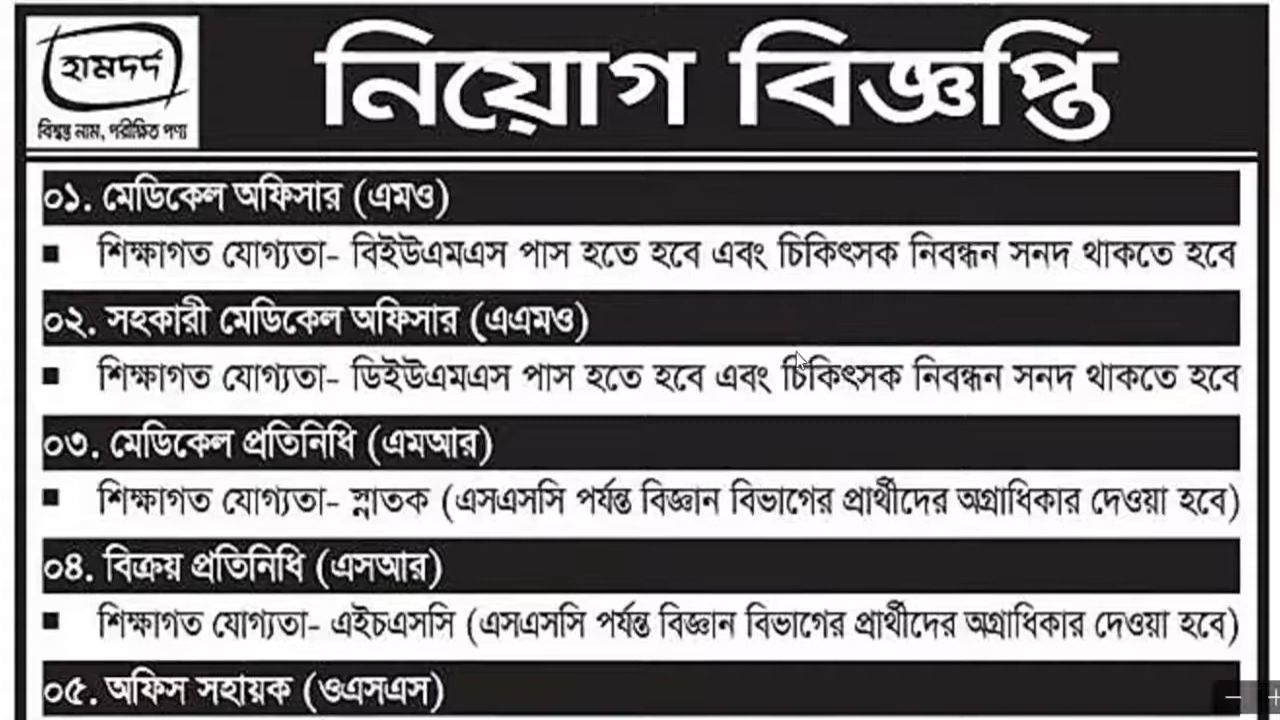 হামদর্দ
বিশ্বস্ত নাম, পরীক্ষিত পণ্য
নিয়োগ বিজ্ঞপ্তি
০১. মেডিকেল অফিসার (এমও)
■ শিক্ষাগত যোগ্যতা- বিইউএমএস পাস হতে হবে এবং চিকিৎসক নিবন্ধন সনদ থাকতে হবে
০২. সহকারী মেডিকেল অফিসার (এএমও)
■ শিক্ষাগত যোগ্যতা- ডিইউএমএস পাস হতে হবে এবং চিকিৎসক নিবন্ধন সনদ থাকতে হবে
০৩. মেডিকেল প্রতিনিধি (এমআর)
■ শিক্ষাগত যোগ্যতা- স্নাতক (এসএসসি পর্যন্ত বিজ্ঞান বিভাগের প্রার্থীদের অগ্রাধিকার দেওয়া হবে)
০৪. বিক্রয় প্রতিনিধি (এসআর)
■ শিক্ষাগত যোগ্যতা- এইচএসসি (এসএসসি পর্যন্ত বিজ্ঞান বিভাগের প্রার্থীদের অগ্রাধিকার দেওয়া হবে)
০৫. অফিস সহায়ক (ওএসএস)